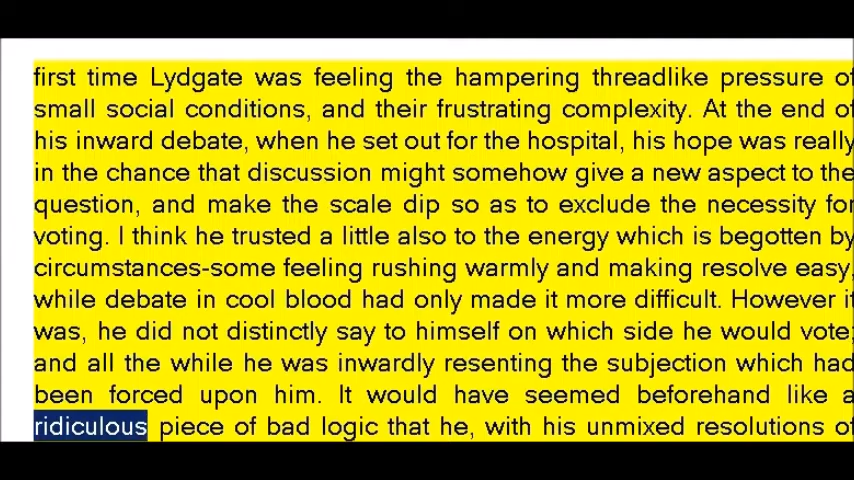 first time Lydgate was feeling the hampering threadlike pressure of
small social conditions, and their frustrating complexity. At the end of
his inward debate, when he set out for the hospital, his hope was really
in the chance that discussion might somehow give a new aspect to the
question, and make the scale dip so as to exclude the necessity for
voting. I think he trusted a little also to the energy which is begotten by
circumstances-some feeling rushing warmly and making resolve easy,
while debate in cool blood had only made it more difficult. However it
was, he did not distinctly say to himself on which side he would vote;
and all the while he was inwardly resenting the subjection which had
been forced upon him. It would have seemed beforehand like a
ridiculous piece of bad logic that he, with his unmixed resolutions of